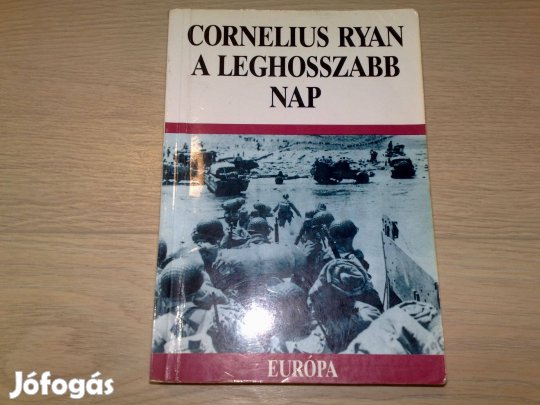 CORNELIUS RYAN
A LEGHOSSZABB
NAP
EURÓPA
Jófogás